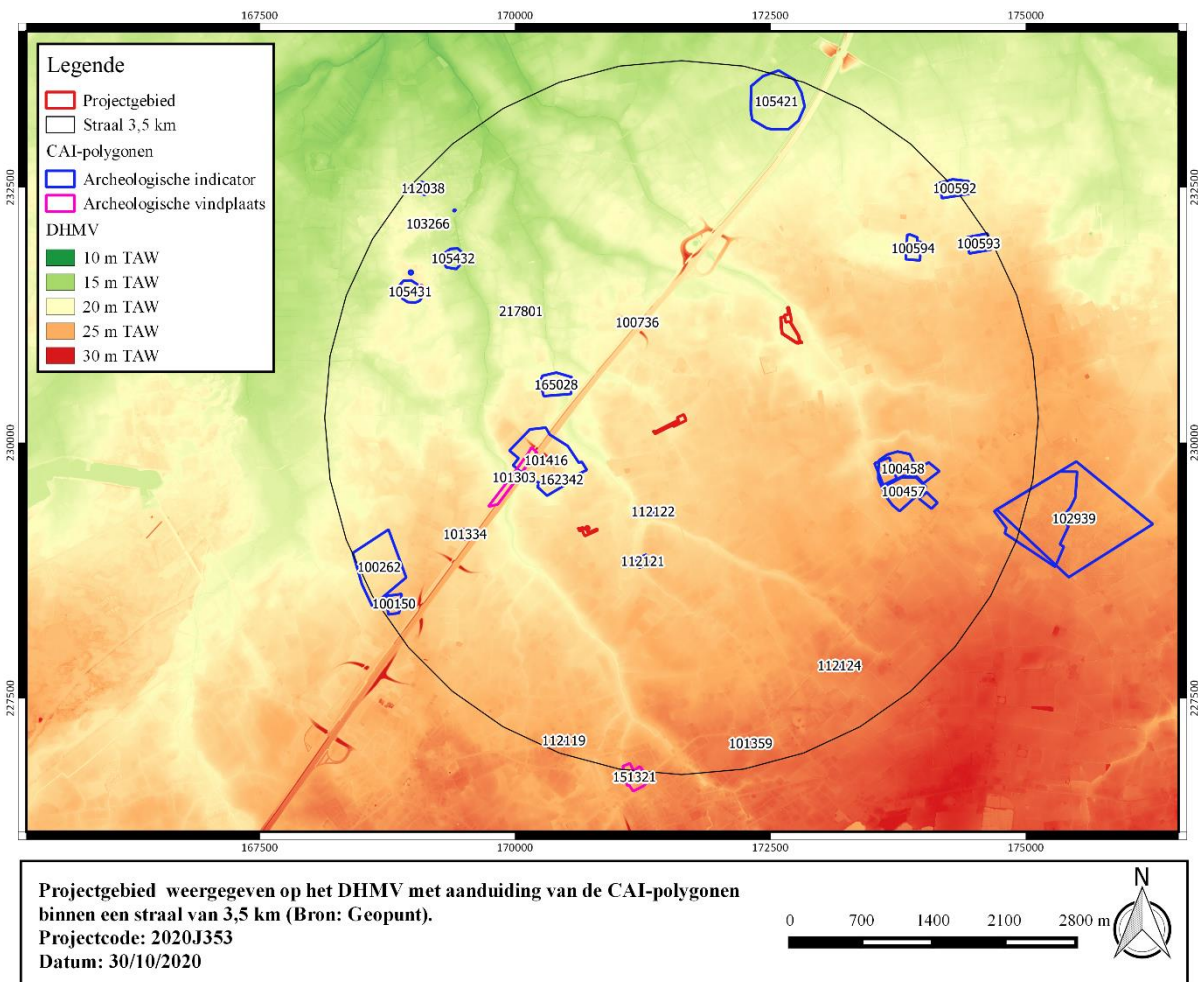 167500
170000
172500
175000
Legende
Projectgebied
Straal 3,5 km
CAI-polygonen
Archeologische indicator
Archeologische vindplaats
DHMV
10 m TAW
15 m TAW
20 m TAW
25 m TAW
30 m TAW
105421
232500
112038
100592
232500
103266
105432
100594
100593
105431
217801
100736
165028
230000
230000
101416
100458
101303
162342
100457
112122
102939
101334
112121
100262
100150
112124
227500
227500
112119
101359
151321
167500
170000
172500
175000
Projectgebied weergegeven op het DHMV met aanduiding van de CAI-polygonen
binnen een straal van 3,5 km (Bron: Geopunt).
Projectcode: 2020J353
Datum: 30/10/2020
0 700 1400 2100 2800 m
N